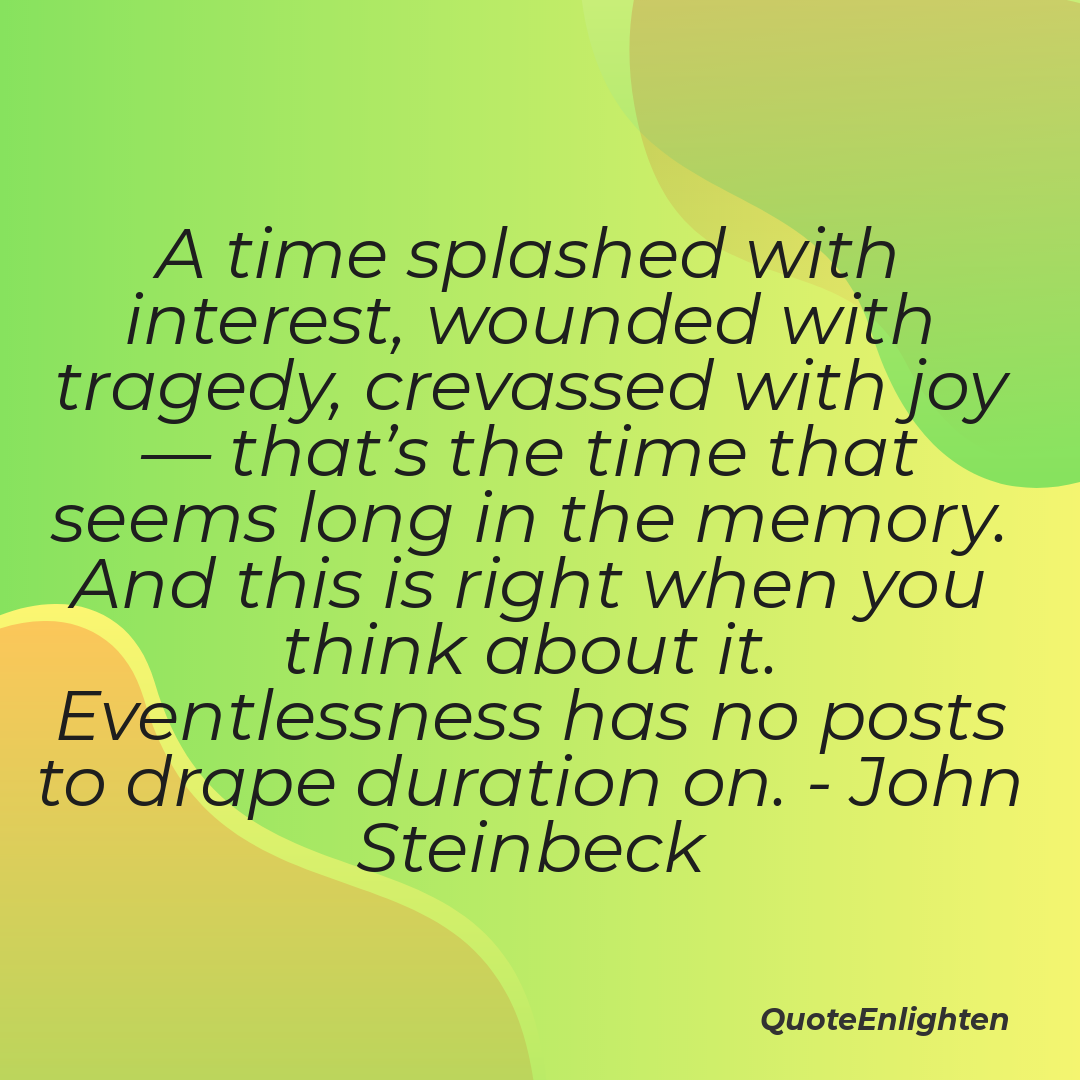 A time splashed with
interest, wounded with
tragedy, crevassed with joy
— that’s the time that
seems long in the memory.
And this is right when you
think about it.
Eventlessness has no posts
to drape duration on. - John
Steinbeck
QuoteEnlighten